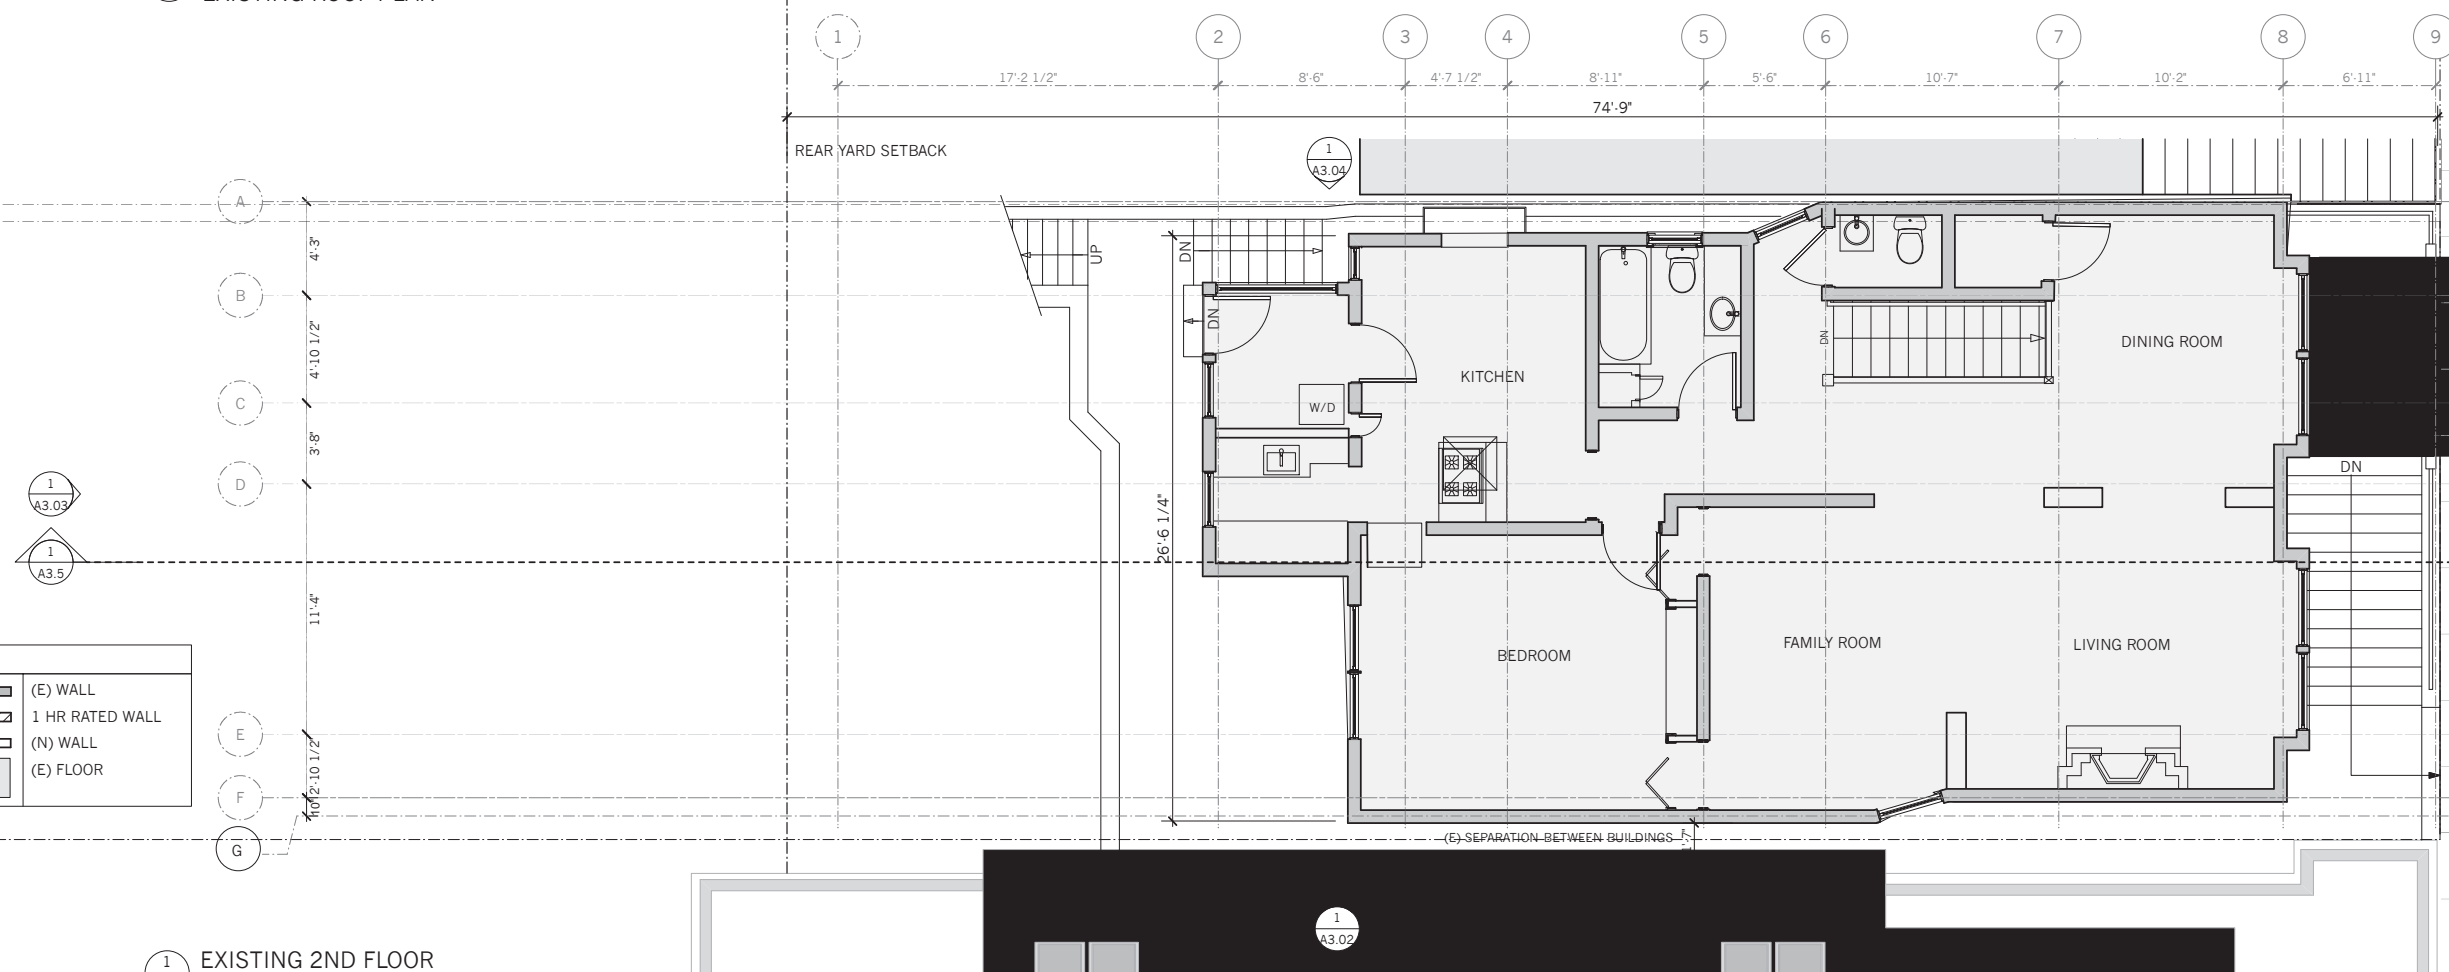 1 2 3 4 5 6 7 8 9
17'-2 1/2" 8'-6" 4'-7 1/2" 8'-11" 5'-6" 10'-7" 10'-2" 6'-11"
74'-9"
REAR YARD SETBACK
1
A3.04
A
4'-3"
UP
DN
B
DN
4'-10 1/2"
DN
DINING ROOM
KITCHEN
C
W/D
3'-8"
DN
D
1
A3.03
26'-6 1/4"
1
A3.5
11'-4"
FAMILY ROOM
LIVING ROOM
BEDROOM
(E) WALL
1 HR RATED WALL
(N) WALL
(E) FLOOR
E
2'-10 1/2"
F
10"
G
(E) SEPARATION BETWEEN BUILDINGS
1'-7"
1
A3.02
1
EXISTING 2ND FLOOR